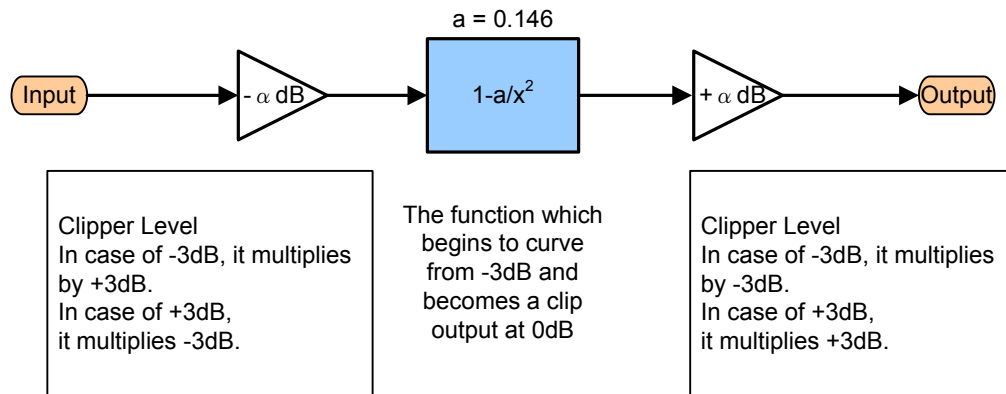 a = 0.146
Input
- α dB
1-a/x²
+ α dB
Output
Clipper Level
In case of -3dB, it multiplies
by +3dB.
In case of +3dB,
it multiplies -3dB.
The function which
begins to curve
from -3dB and
becomes a clip
output at 0dB
Clipper Level
In case of -3dB, it multiplies
by -3dB.
In case of +3dB,
it multiplies +3dB.